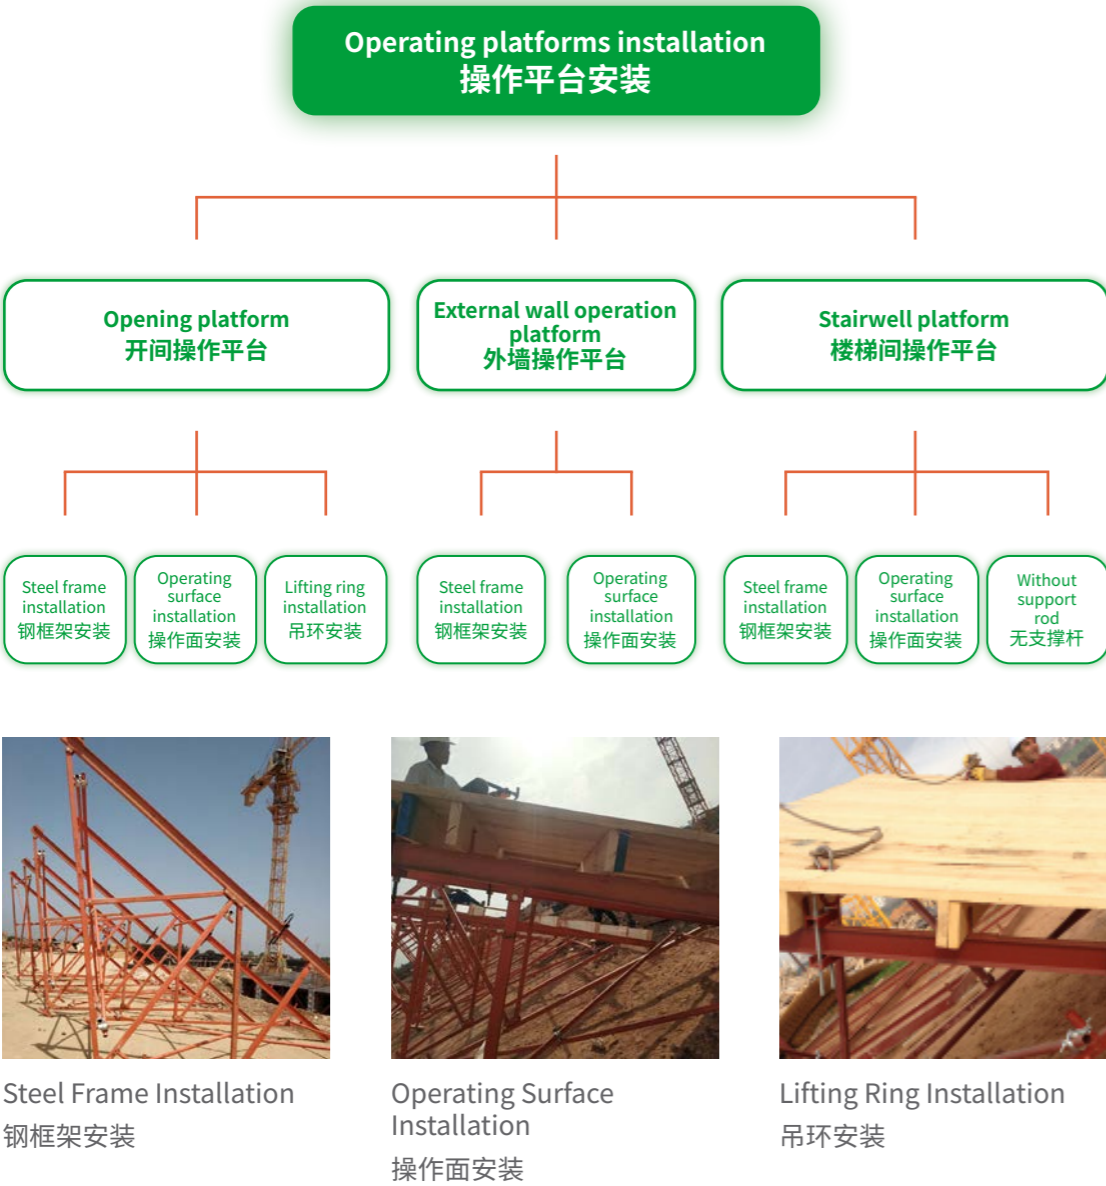 Operating platforms installation
操作平台安装
Opening platform
开间操作平台
External wall operation
platform
外墙操作平台
Stairwell platform
楼梯间操作平台
Steel frame
installation
钢框架安装
Operating
surface
installation
操作面安装
Lifting ring
installation
吊环安装
Steel frame
installation
钢框架安装
Operating
surface
installation
操作面安装
Steel frame
installation
钢框架安装
Operating
surface
installation
操作面安装
Without
support
rod
无支撑杆
Steel Frame Installation
钢框架安装
Operating Surface
Installation
操作面安装
Lifting Ring Installation
吊环安装